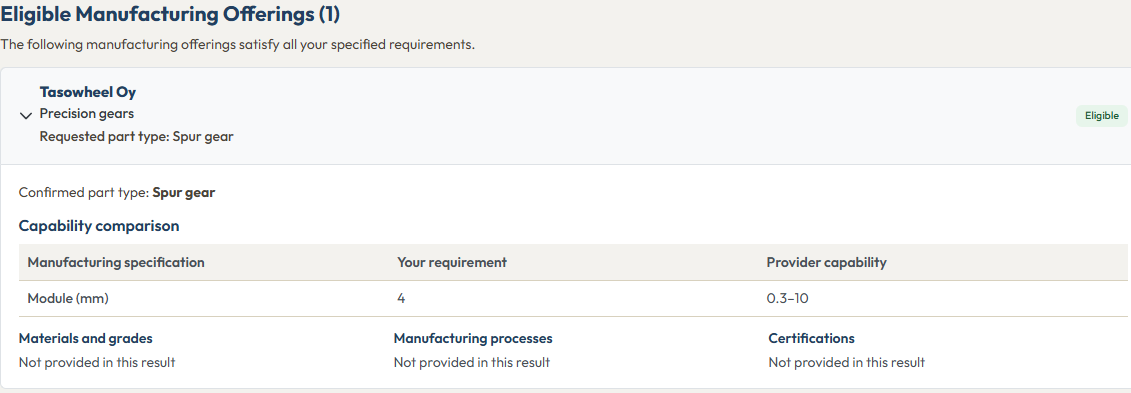 Eligible Manufacturing Offerings (1)
The following manufacturing offerings satisfy all your specified requirements.
Tasowheel Oy
Precision gears
Requested part type: Spur gear
Eligible
Confirmed part type: Spur gear
Capability comparison
Manufacturing specification Your requirement Provider capability
Module (mm) 4 0.3–10
Materials and grades Manufacturing processes Certifications
Not provided in this result Not provided in this result Not provided in this result